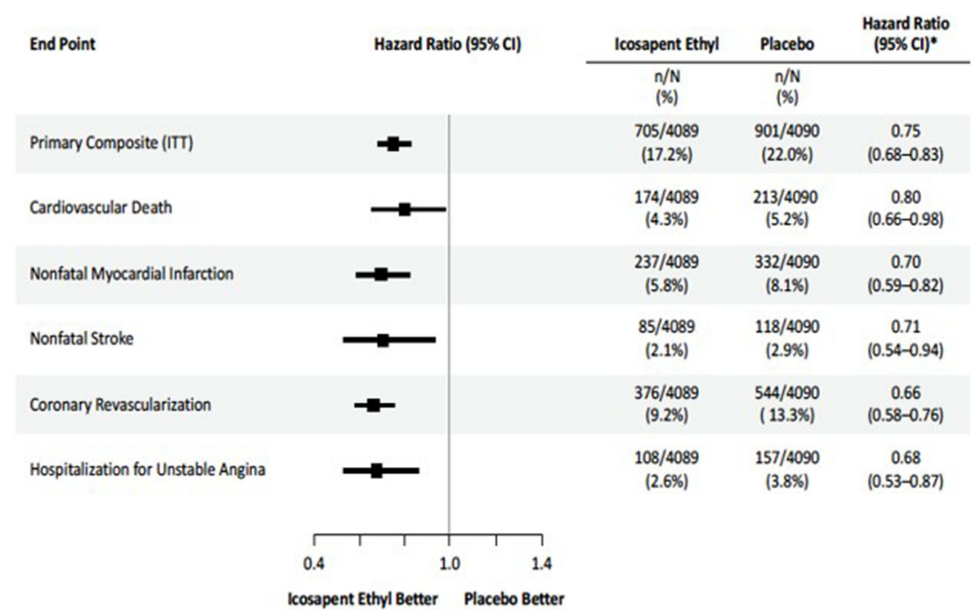 End Point Hazard Ratio (95% CI) Icosapent Ethyl Placebo Hazard Ratio (95% CI)*
n/N (%) n/N (%)
Primary Composite (ITT) 705/4089 (17.2%) 901/4090 (22.0%) 0.75 (0.68–0.83)
Cardiovascular Death 174/4089 (4.3%) 213/4090 (5.2%) 0.80 (0.66–0.98)
Nonfatal Myocardial Infarction 237/4089 (5.8%) 332/4090 (8.1%) 0.70 (0.59–0.82)
Nonfatal Stroke 85/4089 (2.1%) 118/4090 (2.9%) 0.71 (0.54–0.94)
Coronary Revascularization 376/4089 (9.2%) 544/4090 ( 13.3%) 0.66 (0.58–0.76)
Hospitalization for Unstable Angina 108/4089 (2.6%) 157/4090 (3.8%) 0.68 (0.53–0.87)
0.4 1.0 1.4
Icosapent Ethyl Better Placebo Better